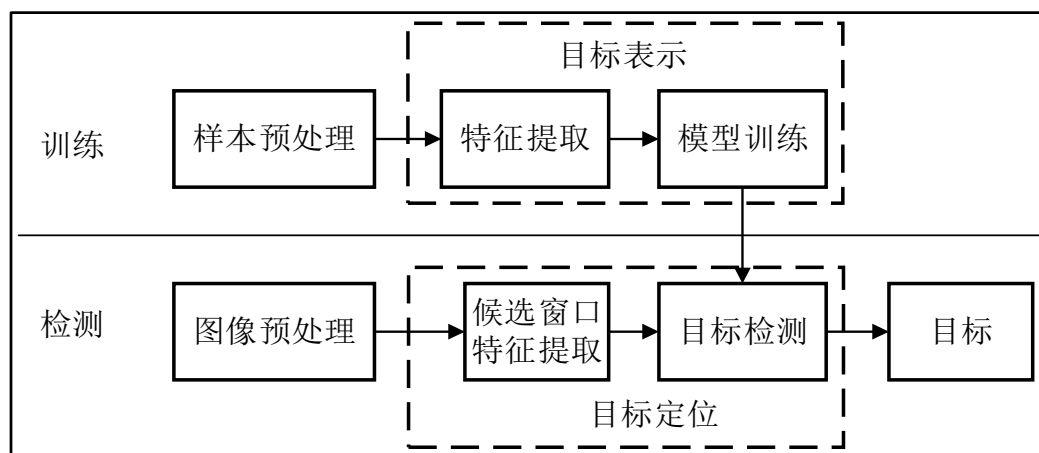 目标表示
训练
样本预处理
特征提取
模型训练
检测
图像预处理
候选窗口
特征提取
目标检测
目标
目标定位